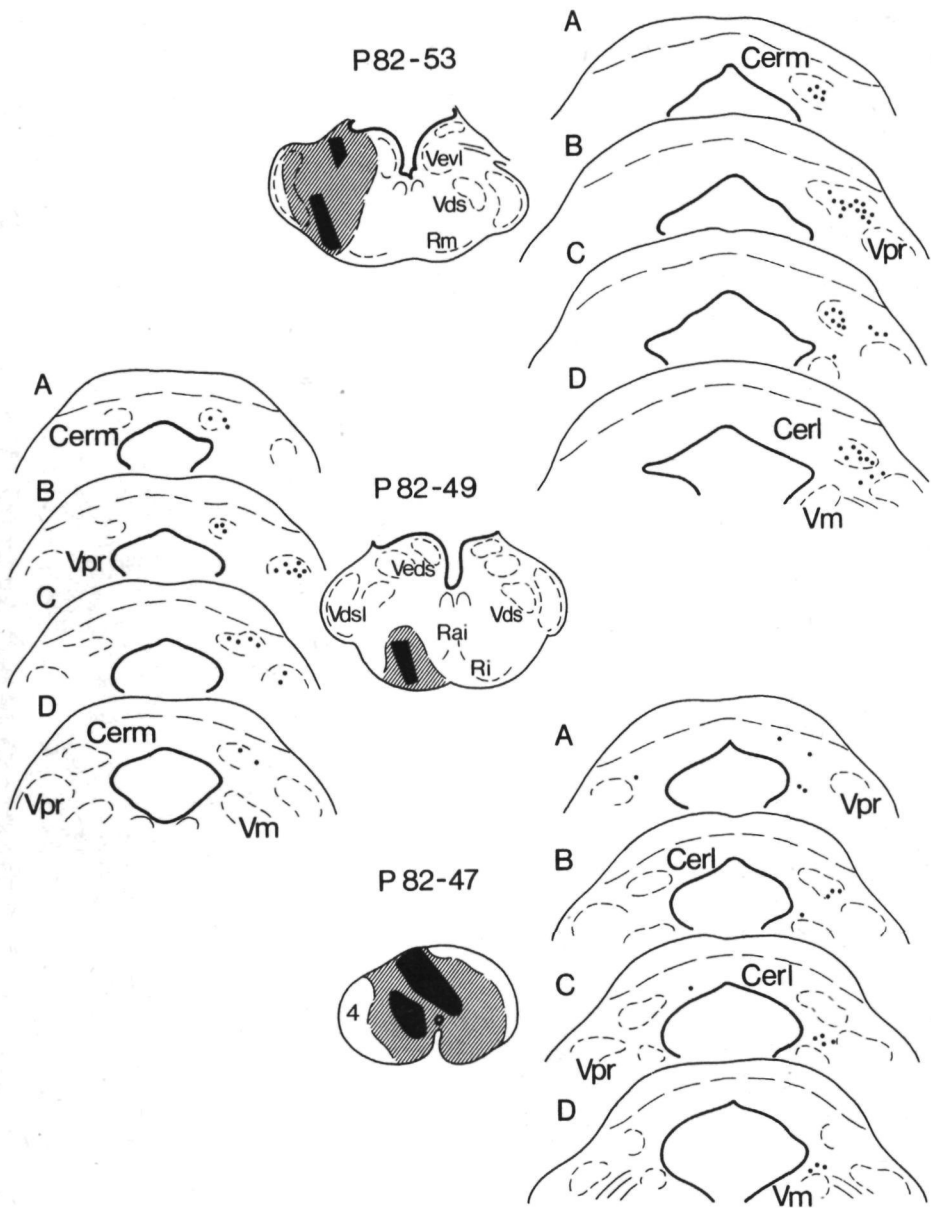 P82-53
Vevl
Vds
Rm
A
Cerm
B
Vpr
C
D
Cerl
Vm
A
Cerm
B
Vpr
C
D
Cerm
Vpr
Vm
P82-49
Veds
Vdsl
Vds
Rai
Ri
P 82-47
4
A
Vpr
B
Cerl
C
Cerl
Vpr
D
Vm